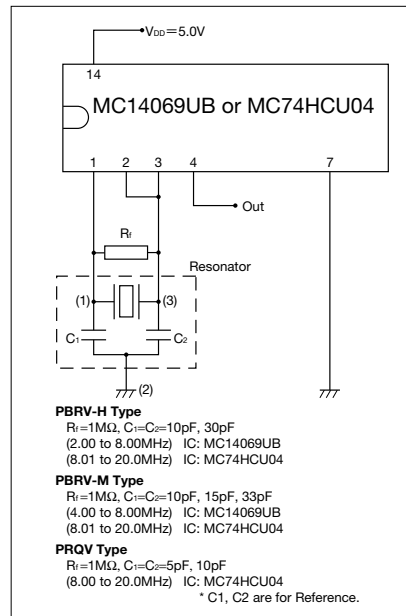 VDD=5.0V
14
MC14069UB or MC74HCU04
1 2 3 4 7
Out
Rf
Resonator
(1) (3)
C1 C2
(2)
PBRV-H Type
Rf=1MΩ, C1=C2=10pF, 30pF
(2.00 to 8.00MHz) IC: MC14069UB
(8.01 to 20.0MHz) IC: MC74HCU04
PBRV-M Type
Rf=1MΩ, C1=C2=10pF, 15pF, 33pF
(4.00 to 8.00MHz) IC: MC14069UB
(8.01 to 20.0MHz) IC: MC74HCU04
PRQV Type
Rf=1MΩ, C1=C2=5pF, 10pF
(8.00 to 20.0MHz) IC: MC74HCU04
* C1, C2 are for Reference.